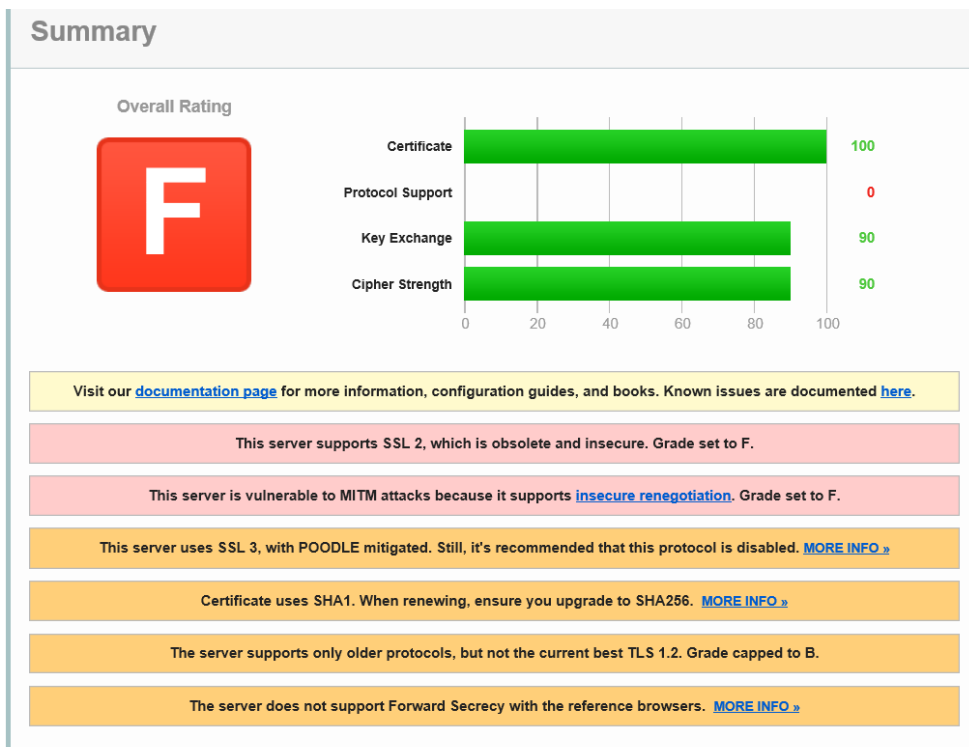 Summary
Overall Rating
F
Certificate 100
Protocol Support 0
Key Exchange 90
Cipher Strength 90
0 20 40 60 80 100
Visit our documentation page for more information, configuration guides, and books. Known issues are documented here.
This server supports SSL 2, which is obsolete and insecure. Grade set to F.
This server is vulnerable to MITM attacks because it supports insecure renegotiation. Grade set to F.
This server uses SSL 3, with POODLE mitigated. Still, it's recommended that this protocol is disabled. MORE INFO »
Certificate uses SHA1. When renewing, ensure you upgrade to SHA256. MORE INFO »
The server supports only older protocols, but not the current best TLS 1.2. Grade capped to B.
The server does not support Forward Secrecy with the reference browsers. MORE INFO »